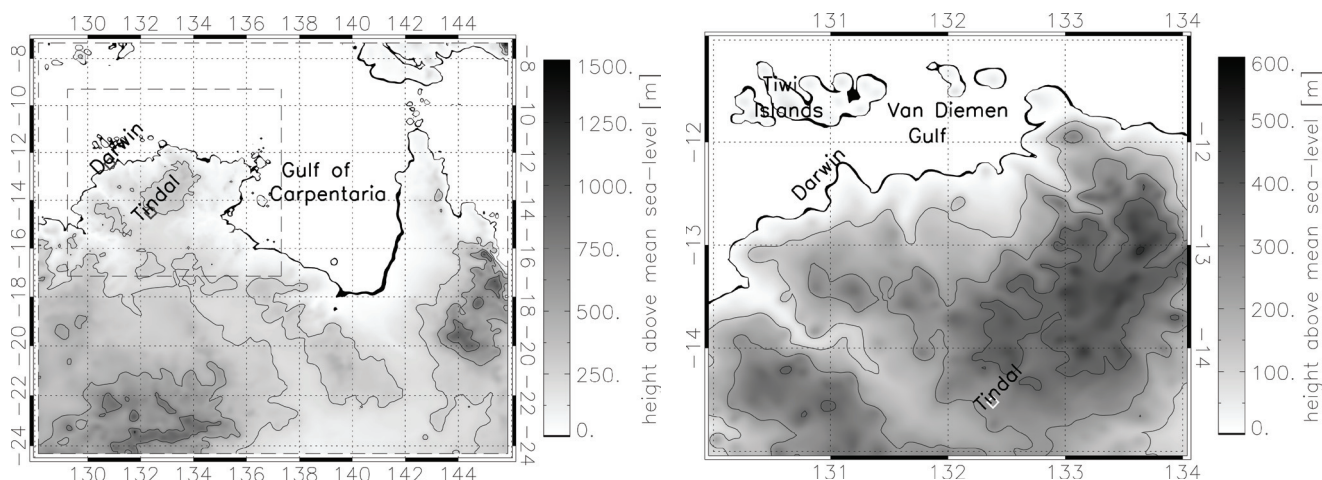 130 132 134 136 138 140 142 144
-8 -10 -12 -14 -16 -18 -20 -22 -24
Darwin
Tindal
Gulf of
Carpentaria
-8 -10 -12 -14 -16 -18 -20 -22 -24
130 132 134 136 138 140 142 144
1500.
1250.
1000.
750.
500.
250.
0.
height above mean sea-level [m]
131 132 133 134
-12 -13 -14
Tiwi
Islands
Van Diemen
Gulf
Darwin
Tindal
-12 -13 -14
131 132 133 134
600.
500.
400.
300.
200.
100.
0.
height above mean sea-level [m]